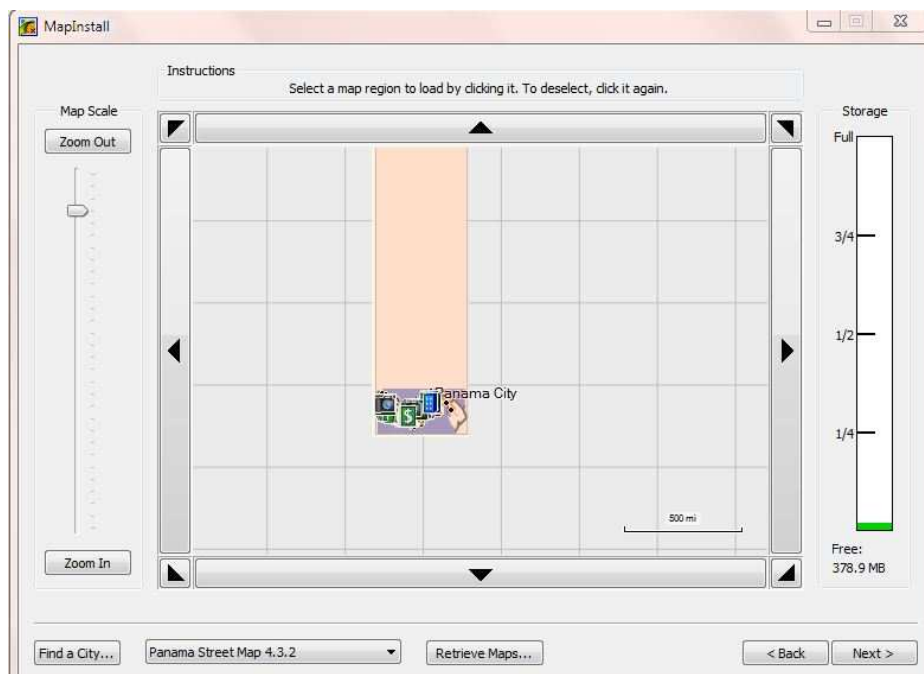 MapInstall
Instructions
Select a map region to load by clicking it. To deselect, click it again.
Map Scale
Zoom Out
Zoom In
Panama City
$
500 mi
Storage
Full
3/4
1/2
1/4
Free:
378.9 MB
Find a City...
Panama Street Map 4.3.2
Retrieve Maps...
< Back
Next >